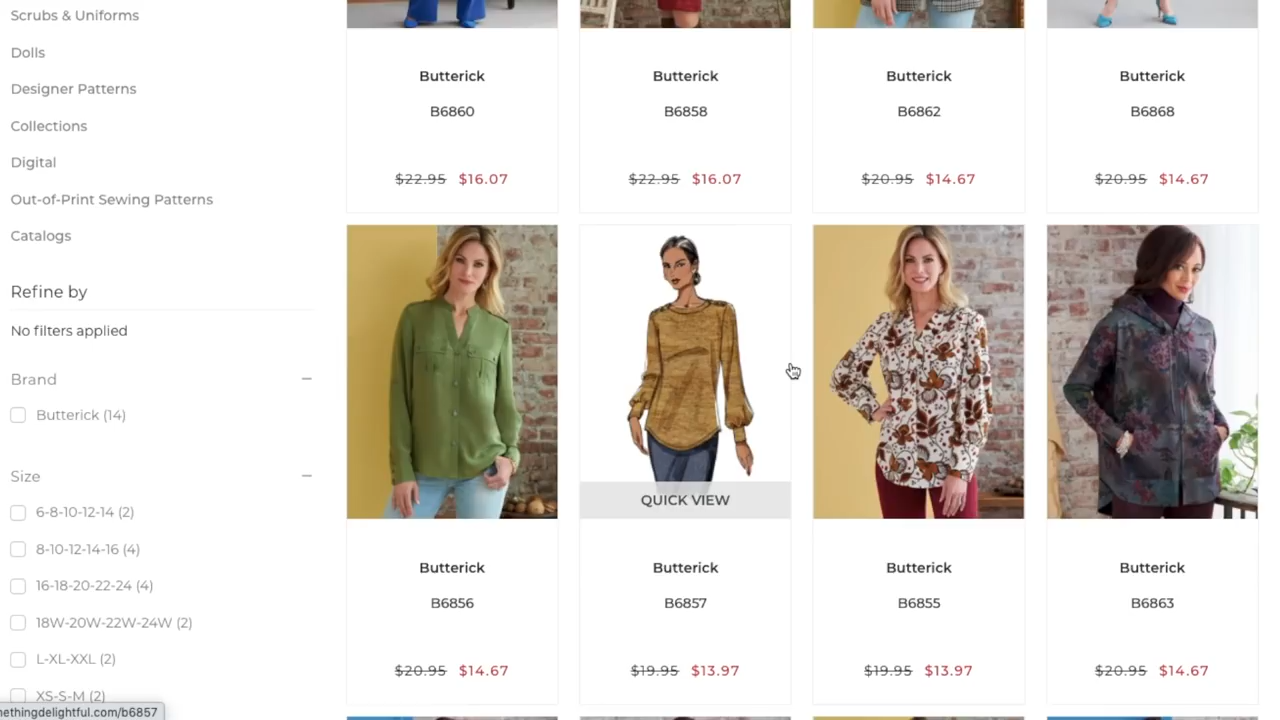 Scrubs & Uniforms
Dolls
Designer Patterns
Collections
Digital
Out-of-Print Sewing Patterns
Catalogs
Refine by
No filters applied
Brand
Butterick (14)
Size
6-8-10-12-14 (2)
8-10-12-14-16 (4)
16-18-20-22-24 (4)
18W-20W-22W-24W (2)
L-XL-XXL (2)
XS-S-M (2)
nethingdelightful.com/b6857
Butterick
B6860
$22.95 $16.07
Butterick
B6858
$22.95 $16.07
Butterick
B6862
$20.95 $14.67
Butterick
B6868
$20.95 $14.67
Butterick
B6856
$20.95 $14.67
QUICK VIEW
Butterick
B6857
$19.95 $13.97
Butterick
B6855
$19.95 $13.97
Butterick
B6863
$20.95 $14.67